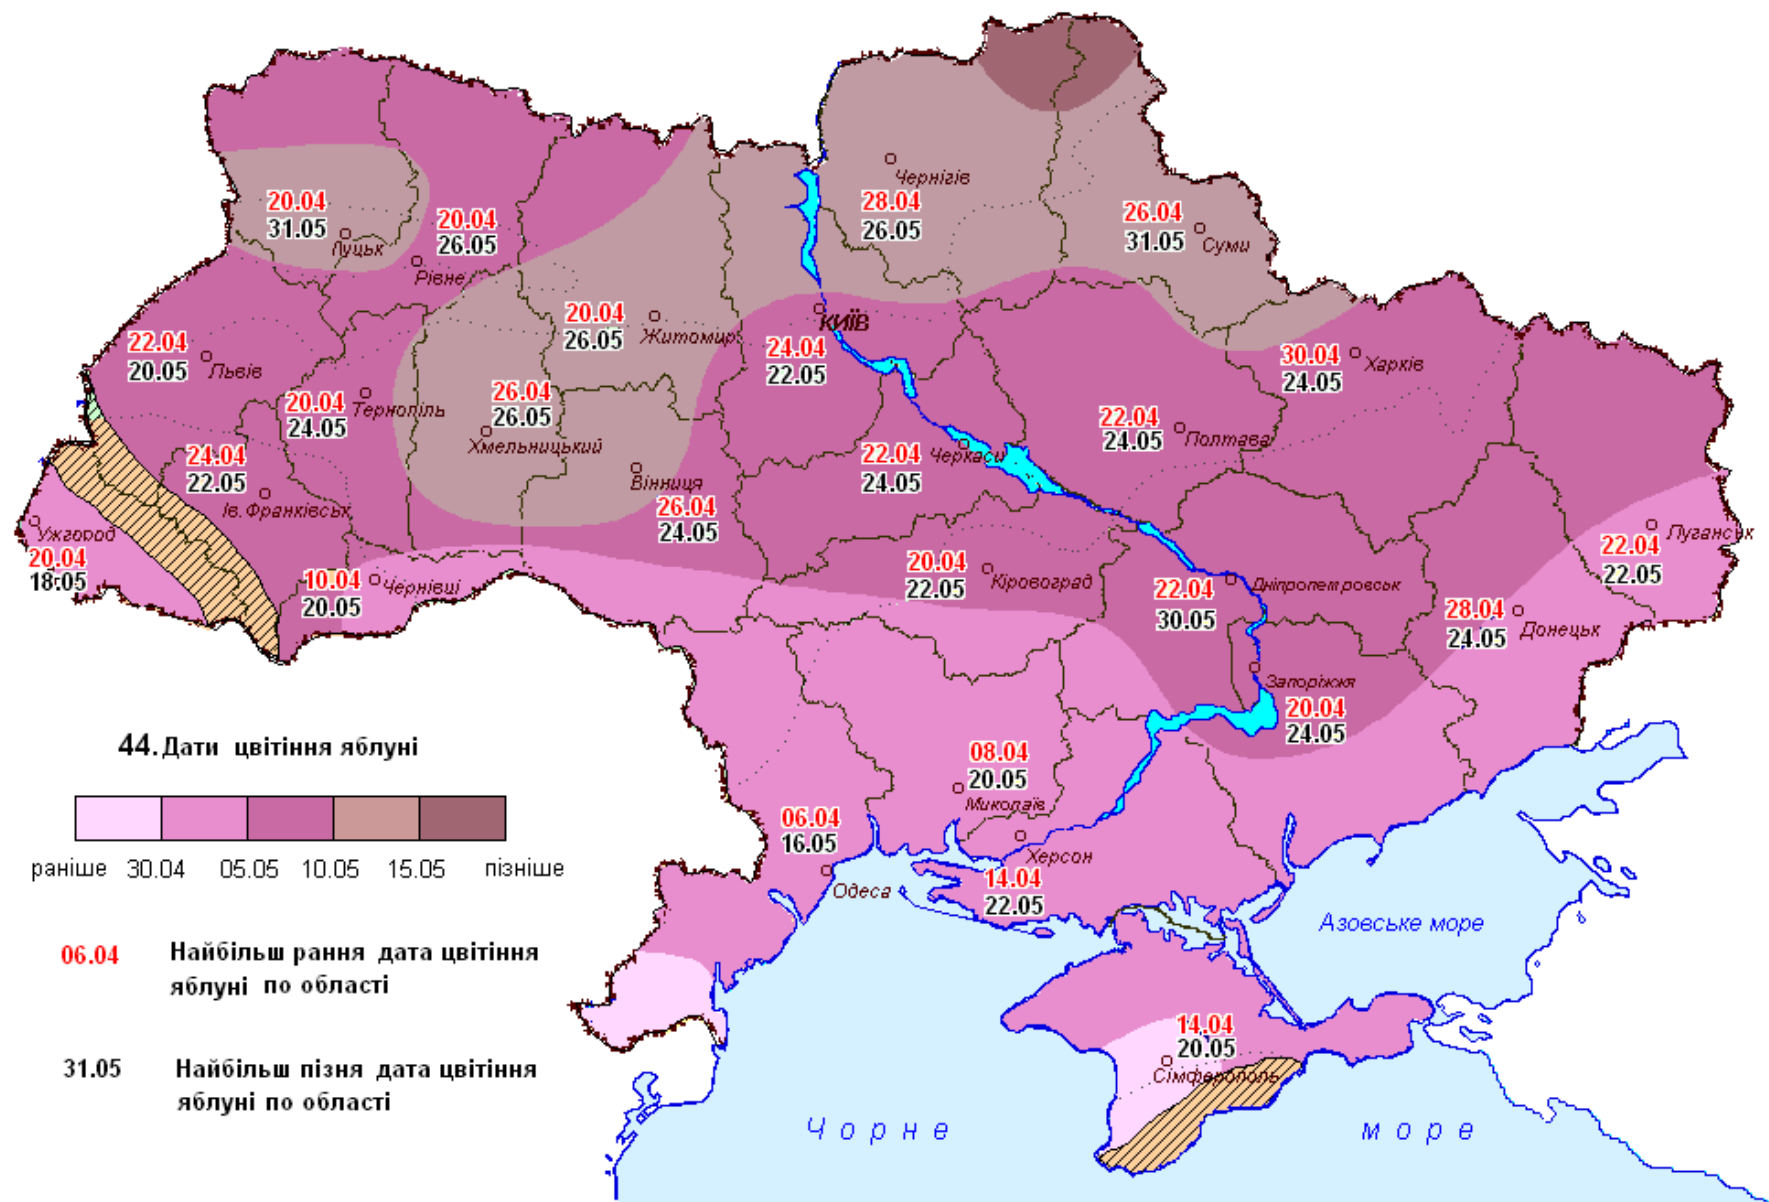 Чернігів
28.04
26.05
26.04
31.05
Суми
20.04
31.05
Луцьк
20.04
26.05
Рівне
20.04
26.05
Житомир
КИЇВ
24.04
22.05
22.04
20.05
Львів
30.04
24.05
Харків
20.04
24.05
Тернопіль
26.04
26.05
Хмельницький
22.04
24.05
Полтава
22.04
24.05
Черкаси
24.04
22.05
Ів. Франківськ
Вінниця
26.04
24.05
Ужгород
20.04
18.05
Луганськ
22.04
22.05
10.04
20.05
Чернівці
20.04
22.05
Кіровоград
22.04
30.05
Дніпропетровськ
28.04
24.05
Донецьк
Запоріжжя
20.04
24.05
08.04
20.05
Миколаїв
06.04
16.05
Одеса
Херсон
14.04
22.05
Азовське море
14.04
20.05
Сімферополь
Чорне море
44. Дати цвітіння яблуні
раніше 30.04 05.05 10.05 15.05 пізніше
06.04 Найбільш рання дата цвітіння
яблуні по області
31.05 Найбільш пізня дата цвітіння
яблуні по області